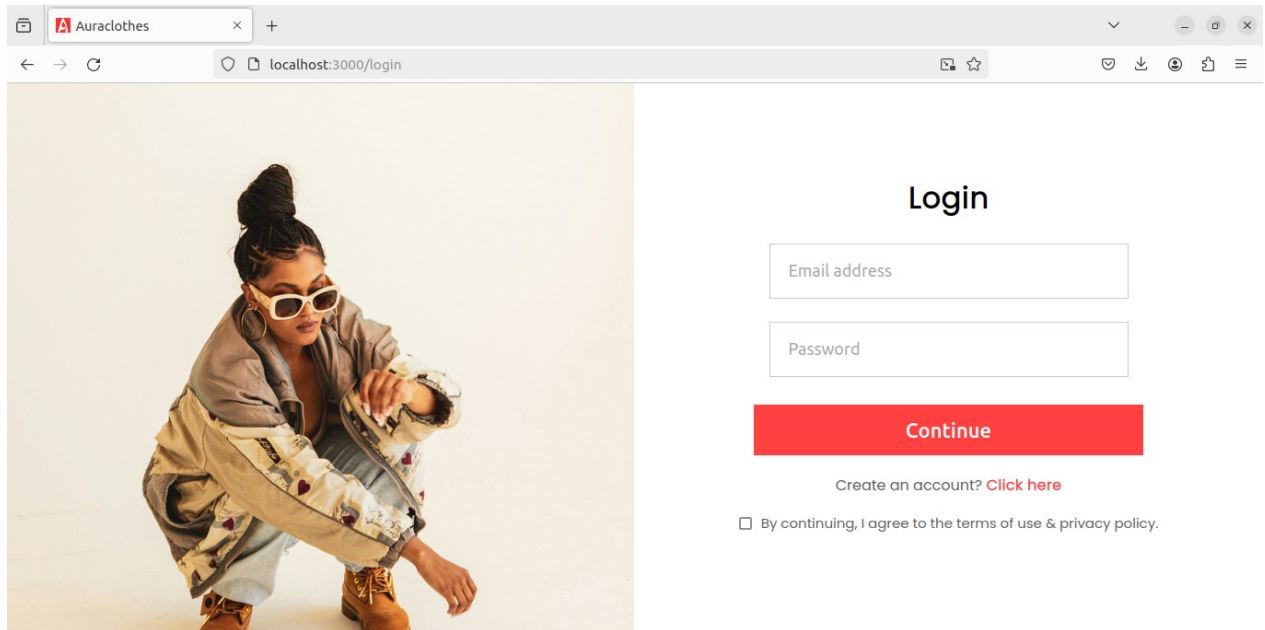 Auraclothes
localhost:3000/login
Login
Email address
Password
Continue
Create an account? Click here
By continuing, I agree to the terms of use & privacy policy.